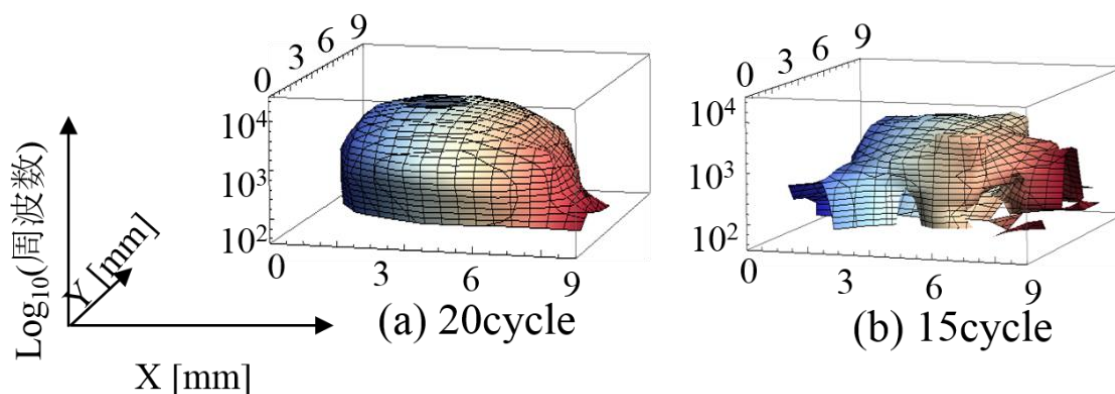 Log₁₀(周波数)
Y [mm]
X [mm]
0 3 6 9
10⁴
10³
10²
0 3 6 9
(a) 20cycle
0 3 6 9
10⁴
10³
10²
0 3 6 9
(b) 15cycle